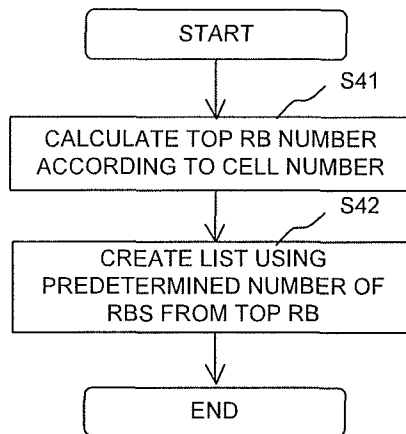 START
S41
CALCULATE TOP RB NUMBER
ACCORDING TO CELL NUMBER
S42
CREATE LIST USING
PREDETERMINED NUMBER OF
RBS FROM TOP RB
END